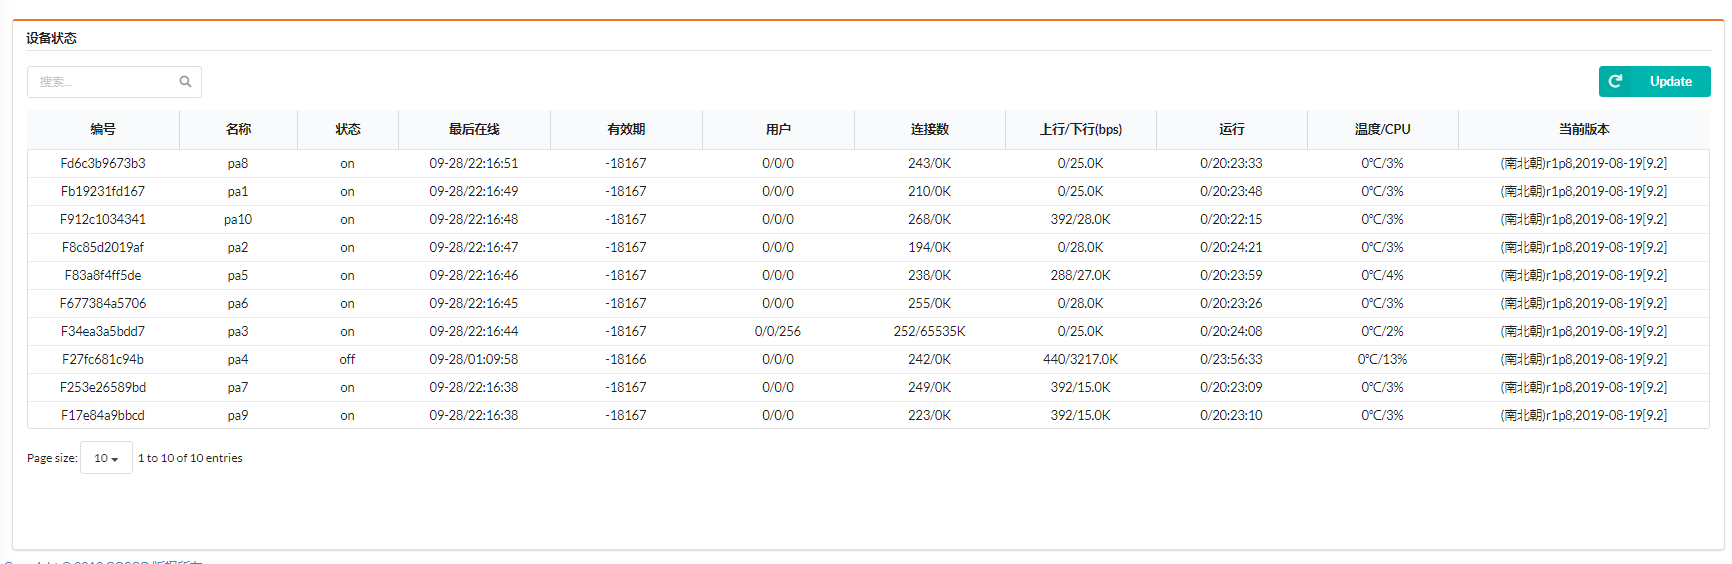 设备状态
搜索...
Update
编号 名称 状态 最后在线 有效期 用户 连接数 上行/下行(bps) 运行 温度/CPU 当前版本
Fd6c3b9673b3 pa8 on 09-28/22:16:51 -18167 0/0/0 243/0K 0/25.0K 0/20:23:33 0℃/3% (南北朝)r1p8,2019-08-19[9.2]
Fb19231fd167 pa1 on 09-28/22:16:49 -18167 0/0/0 210/0K 0/25.0K 0/20:23:48 0℃/3% (南北朝)r1p8,2019-08-19[9.2]
F912c1034341 pa10 on 09-28/22:16:48 -18167 0/0/0 268/0K 392/28.0K 0/20:22:15 0℃/3% (南北朝)r1p8,2019-08-19[9.2]
F8c85d2019af pa2 on 09-28/22:16:47 -18167 0/0/0 194/0K 0/28.0K 0/20:24:21 0℃/3% (南北朝)r1p8,2019-08-19[9.2]
F83a8f4ff5de pa5 on 09-28/22:16:46 -18167 0/0/0 238/0K 288/27.0K 0/20:23:59 0℃/4% (南北朝)r1p8,2019-08-19[9.2]
F677384a5706 pa6 on 09-28/22:16:45 -18167 0/0/0 255/0K 0/28.0K 0/20:23:26 0℃/3% (南北朝)r1p8,2019-08-19[9.2]
F34ea3a5bdd7 pa3 on 09-28/22:16:44 -18167 0/0/256 252/65535K 0/25.0K 0/20:24:08 0℃/2% (南北朝)r1p8,2019-08-19[9.2]
F27fc681c94b pa4 off 09-28/01:09:58 -18166 0/0/0 242/0K 440/3217.0K 0/23:56:33 0℃/13% (南北朝)r1p8,2019-08-19[9.2]
F253e26589bd pa7 on 09-28/22:16:38 -18167 0/0/0 249/0K 392/15.0K 0/20:23:09 0℃/3% (南北朝)r1p8,2019-08-19[9.2]
F17e84a9bbcd pa9 on 09-28/22:16:38 -18167 0/0/0 223/0K 392/15.0K 0/20:23:10 0℃/3% (南北朝)r1p8,2019-08-19[9.2]
Page size: 10 1 to 10 of 10 entries